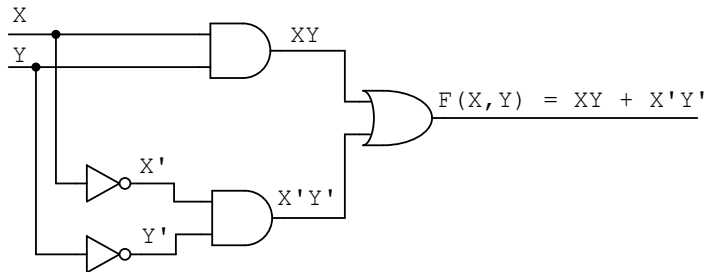 X
XY
Y
F(X,Y) = XY + X'Y'
X'
X'Y'
Y'